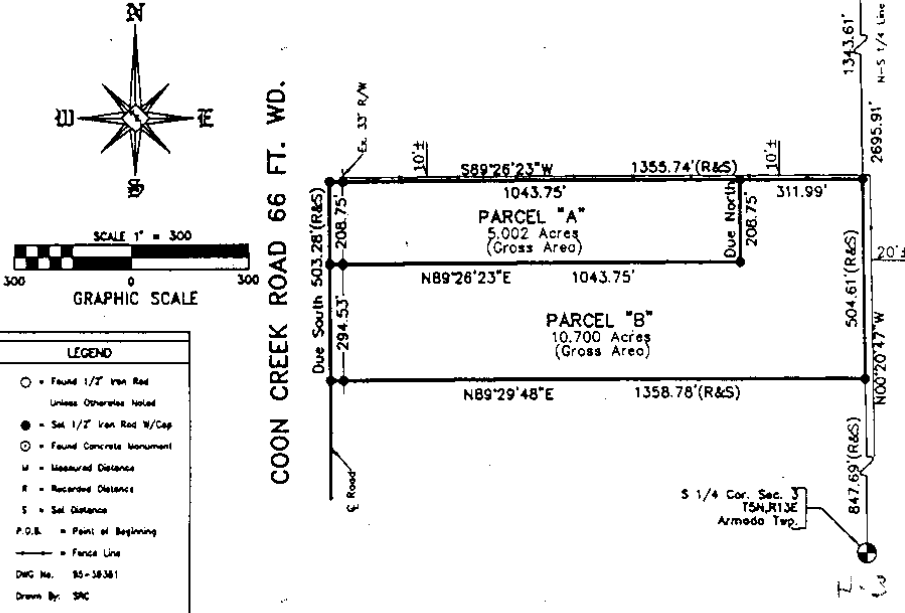 N
W E
S
SCALE 1" = 300
300 0 300
GRAPHIC SCALE
LEGEND
= Found 1/2" Iron Rod
Unless Otherwise Noted
= Set 1/2" Iron Rod W/Cap
= Found Concrete Monument
M = Measured Distance
R = Recorded Distance
S = Set Distance
P.O.B. = Point of Beginning
= Fence Line
DWG No. 95-38381
Drawn By: SRC
COON CREEK ROAD 66 FT. WD.
Ex. 33' R/W
Due South 503.28'(R&S)
208.75'
294.53'
℄ Road
10'±
S89°26'23"W 1355.74'(R&S)
10'±
1043.75' 311.99'
PARCEL "A"
5.002 Acres
(Gross Area)
Due North
208.75'
N89°26'23"E 1043.75'
PARCEL "B"
10.700 Acres
(Gross Area)
N89°29'48"E 1358.78'(R&S)
1343.61'
N-S 1/4 Line
2695.91'
504.61'(R&S)
20'±
N00°20'47"W
847.69'(R&S)
S 1/4 Cor. Sec. 3
T5N,R13E
Armada Twp.